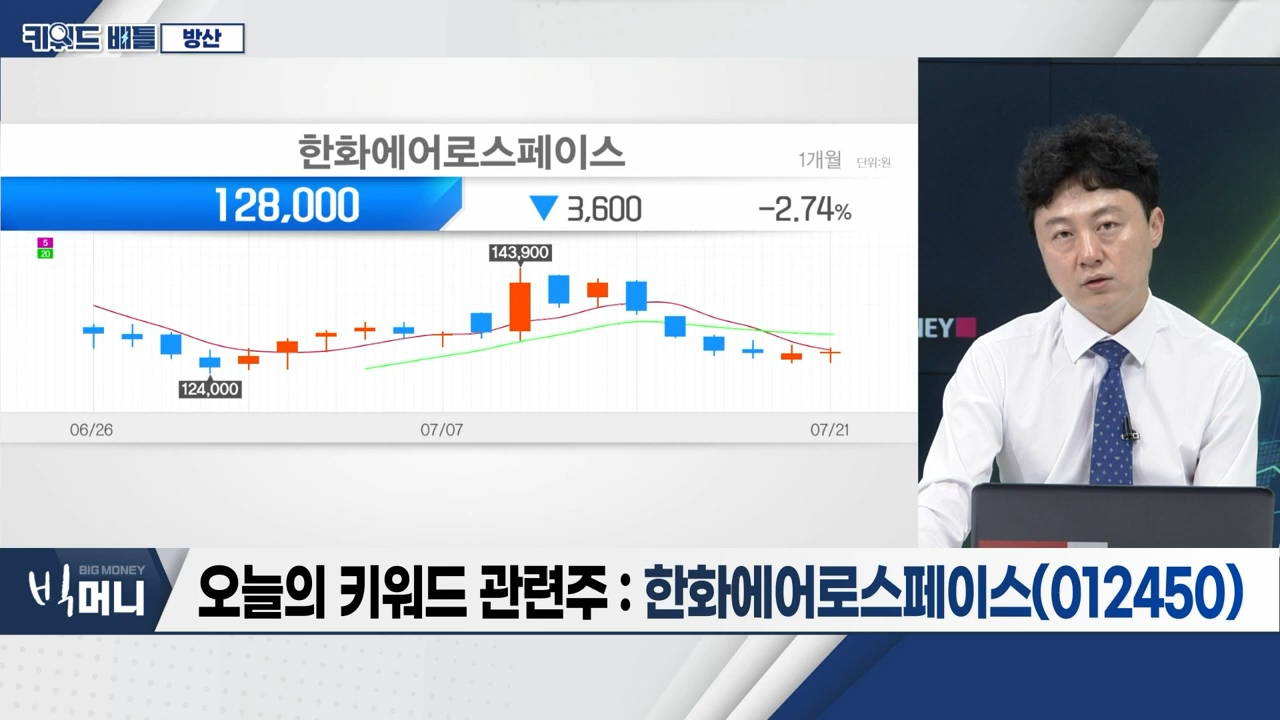 키워드 배틀 방산
한화에어로스페이스
1개월 단위:원
128,000 ▼ 3,600 -2.74%
5
20
143,900
124,000
06/26 07/07 07/21
NEY
빅머니 BIG MONEY
오늘의 키워드 관련주 : 한화에어로스페이스(012450)